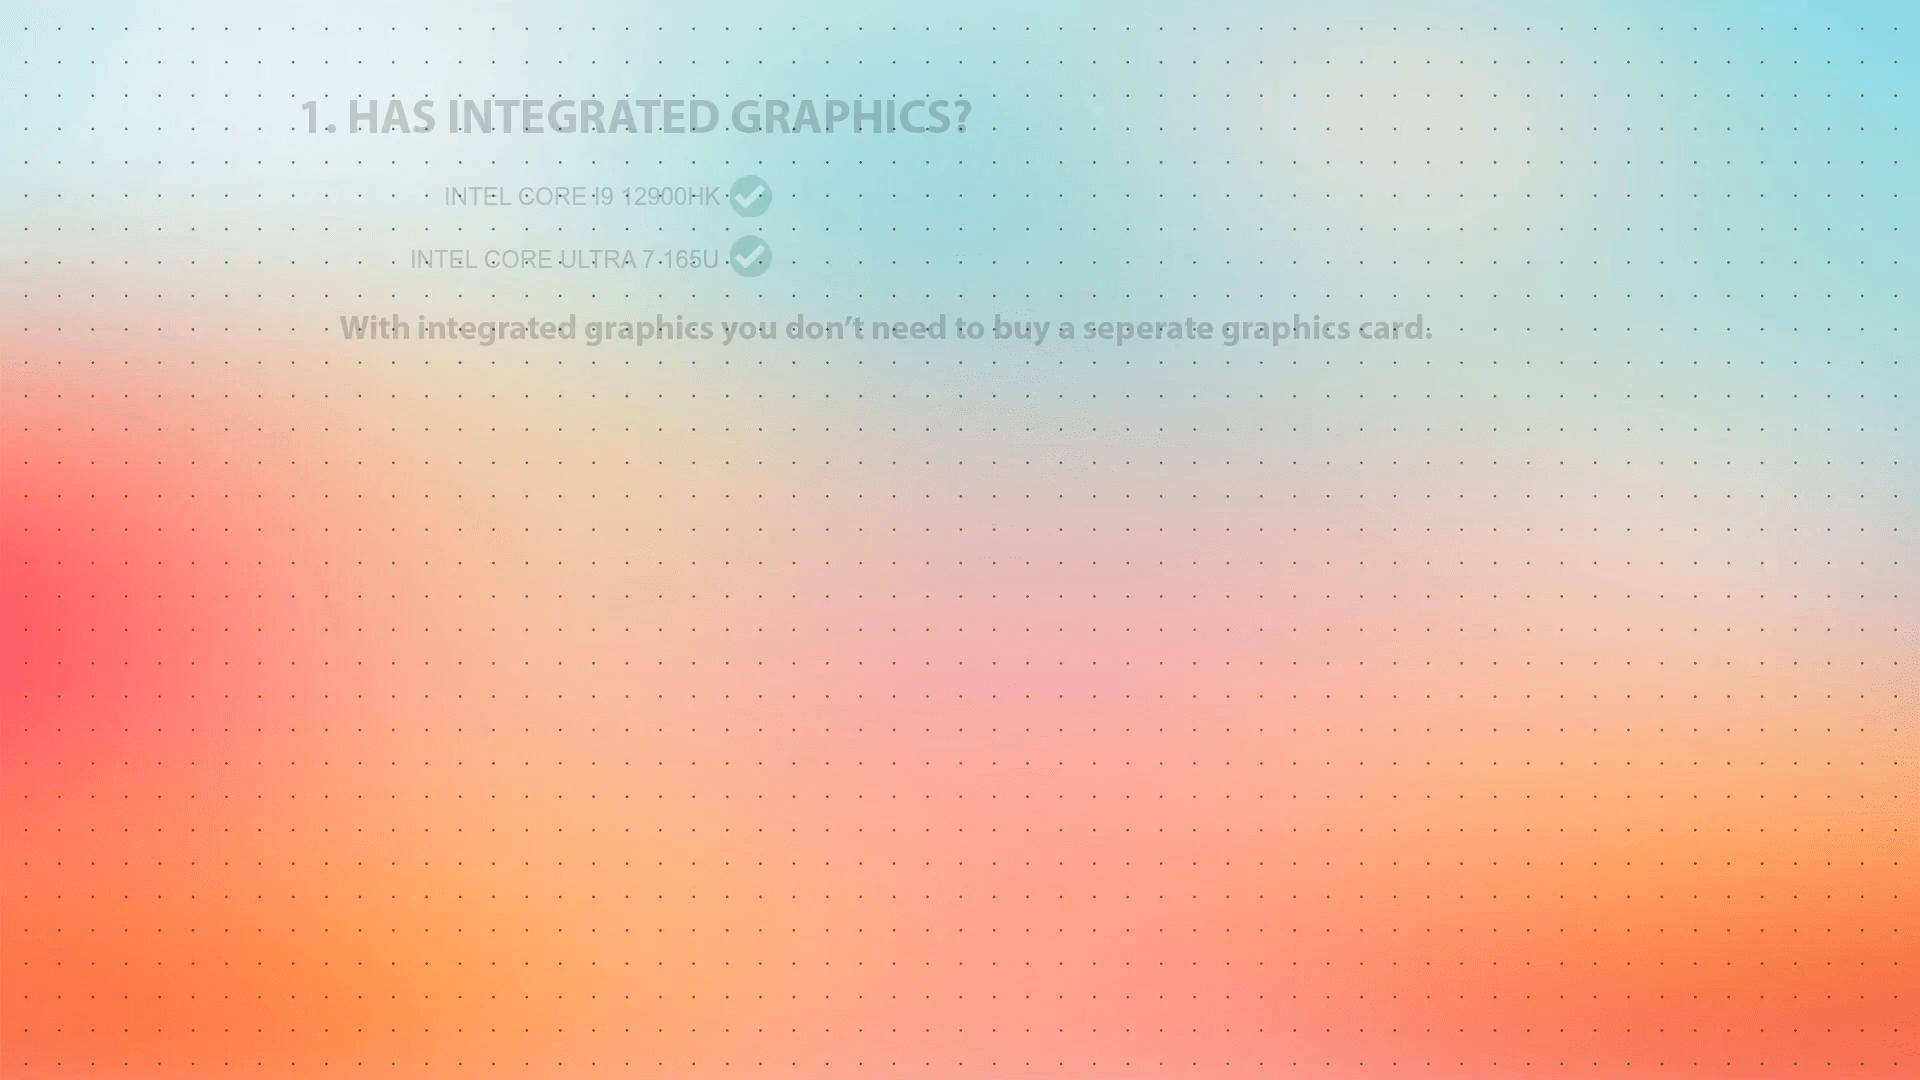 1. HAS INTEGRATED GRAPHICS?
INTEL CORE I9 12900HK
INTEL CORE ULTRA 7 165U
With integrated graphics you don’t need to buy a seperate graphics card.